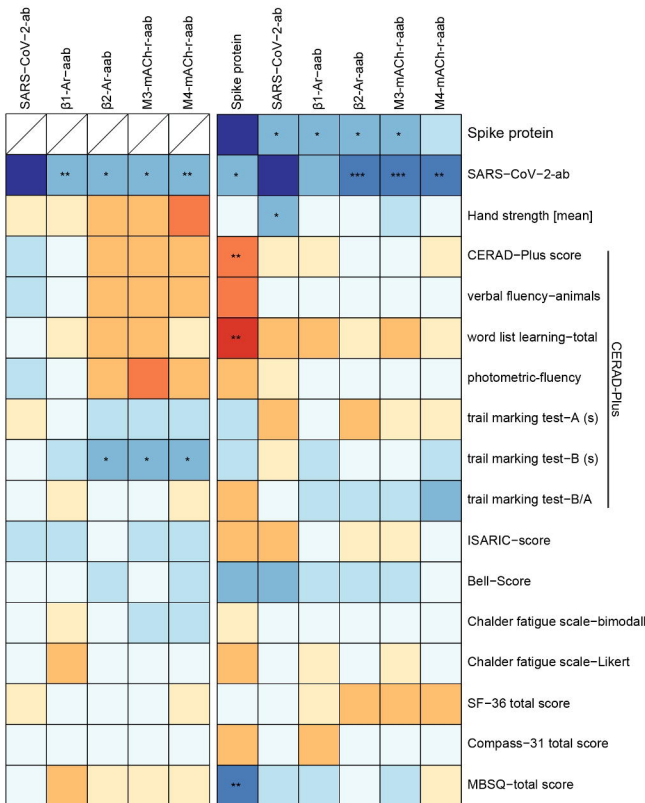 SARS−CoV−2−ab
β1−Ar−aab
β2−Ar−aab
M3−mACh−r−aab
M4−mACh−r−aab
Spike protein
SARS−CoV−2−ab
β1−Ar−aab
β2−Ar−aab
M3−mACh−r−aab
M4−mACh−r−aab
* * * * Spike protein
** * * ** * *** *** ** SARS−CoV−2−ab
* Hand strength [mean]
** CERAD−Plus score
verbal fluency−animals
** word list learning−total
photometric−fluency
trail marking test−A (s)
* * * trail marking test−B (s)
trail marking test−B/A
CERAD-Plus
ISARIC−score
Bell−Score
Chalder fatigue scale−bimodall
Chalder fatigue scale−Likert
SF−36 total score
Compass−31 total score
** MBSQ−total score